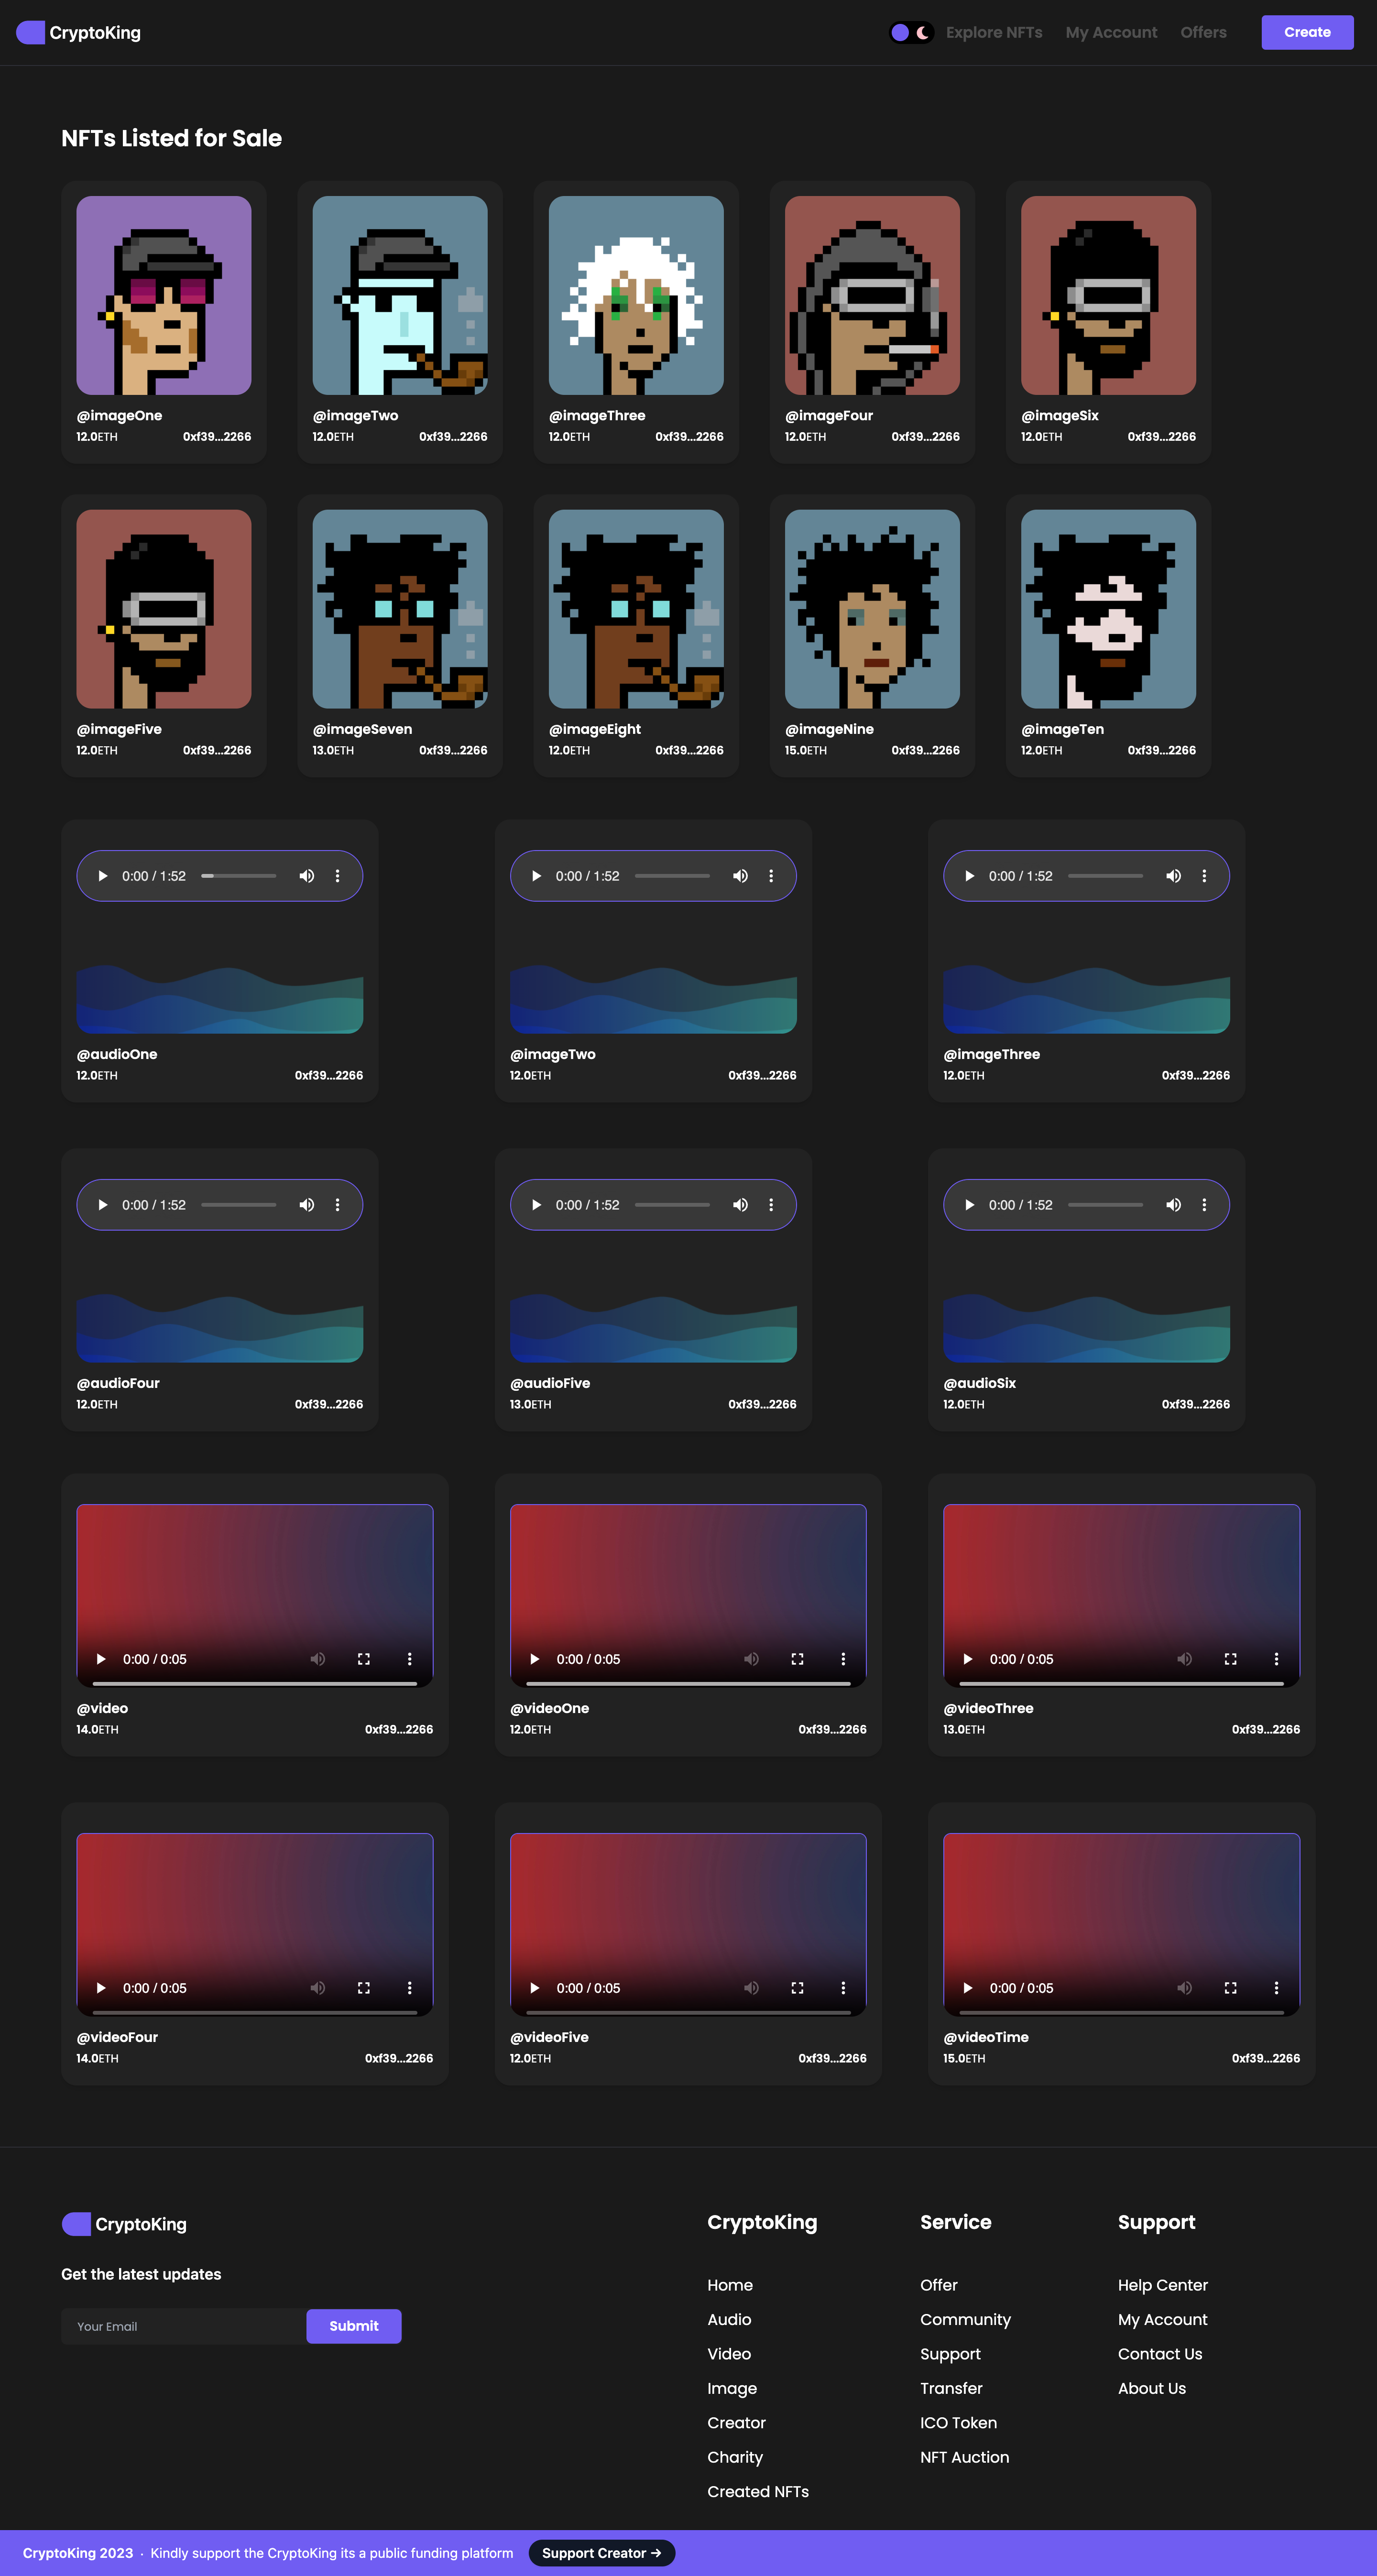 CryptoKing Explore NFTs My Account Offers Create
NFTs Listed for Sale
@imageOne @imageTwo @imageThree @imageFour @imageSix
12.0ETH 0xf39...2266 12.0ETH 0xf39...2266 12.0ETH 0xf39...2266 12.0ETH 0xf39...2266 12.0ETH 0xf39...2266
@imageFive @imageSeven @imageEight @imageNine @imageTen
12.0ETH 0xf39...2266 13.0ETH 0xf39...2266 12.0ETH 0xf39...2266 15.0ETH 0xf39...2266 12.0ETH 0xf39...2266
0:00 / 1:52 0:00 / 1:52 0:00 / 1:52
@audioOne @imageTwo @imageThree
12.0ETH 0xf39...2266 12.0ETH 0xf39...2266 12.0ETH 0xf39...2266
0:00 / 1:52 0:00 / 1:52 0:00 / 1:52
@audioFour @audioFive @audioSix
12.0ETH 0xf39...2266 13.0ETH 0xf39...2266 12.0ETH 0xf39...2266
0:00 / 0:05 0:00 / 0:05 0:00 / 0:05
@video @videoOne @videoThree
14.0ETH 0xf39...2266 12.0ETH 0xf39...2266 13.0ETH 0xf39...2266
0:00 / 0:05 0:00 / 0:05 0:00 / 0:05
@videoFour @videoFive @videoTime
14.0ETH 0xf39...2266 12.0ETH 0xf39...2266 15.0ETH 0xf39...2266
CryptoKing
Get the latest updates
Your Email Submit
CryptoKing
Home
Audio
Video
Image
Creator
Charity
Created NFTs
Service
Offer
Community
Support
Transfer
ICO Token
NFT Auction
Support
Help Center
My Account
Contact Us
About Us
CryptoKing 2023 · Kindly support the CryptoKing its a public funding platform Support Creator →